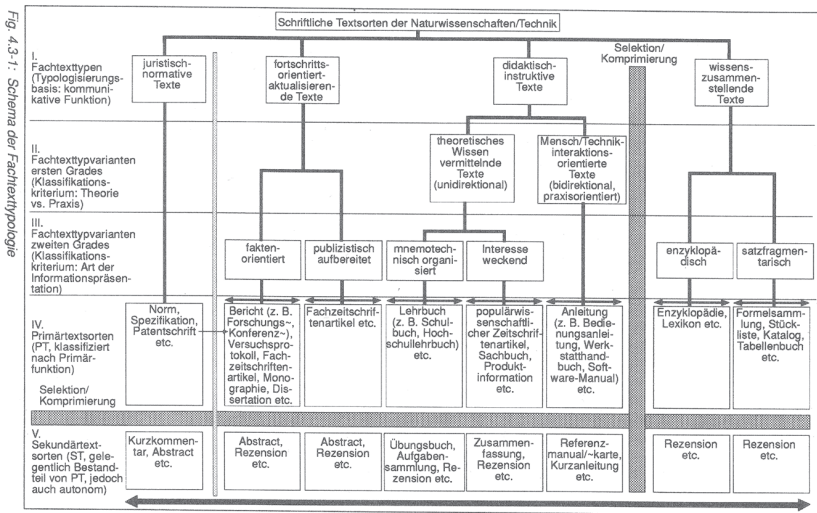 Fig. 4.3-1: Schema der Fachtexttypologie
Schriftliche Textsorten der Naturwissenschaften/Technik
I.
Fachtexttypen
(Typologisierungs-
basis: kommuni-
kative Funktion)
juristisch-
normative
Texte
fortschritts-
orientiert-
aktualisieren-
de Texte
didaktisch-
instruktive
Texte
Selektion/
Komprimierung
wissens-
zusammen-
stellende
Texte
II.
Fachtexttypvarianten
ersten Grades
(Klassifikations-
kriterium: Theorie
vs. Praxis)
theoretisches
Wissen
vermittelnde
Texte
(unidirektional)
Mensch/Technik-
interaktions-
orientierte
Texte
(bidirektional,
praxisorientiert)
III.
Fachtexttypvarianten
zweiten Grades
(Klassifikations-
kriterium: Art der
Informationspräsen-
tation)
fakten-
orientiert
publizistisch
aufbereitet
mnemotech-
nisch organi-
siert
Interesse
weckend
enzyklopä-
disch
satzfragmen-
tarisch
IV.
Primärtextsorten
(PT, klassifiziert
nach Primär-
funktion)
Norm,
Spezifikation,
Patentschrift
etc.
Bericht (z. B.
Forschungs~,
Konferenz~),
Versuchspro-
tokoll, Fach-
zeitschriften-
artikel, Mono-
graphie, Dis-
sertation etc.
Fachzeitschrif-
tenartikel etc.
Lehrbuch
(z. B. Schul-
buch, Hoch-
schullehrbuch)
etc.
populärwis-
senschaftli-
cher Zeitschrif-
tenartikel,
Sachbuch,
Produkt-
information etc.
Anleitung
(z. B. Bedie-
nungsanlei-
tung, Werk-
statthand-
buch, Soft-
ware-Manual)
etc.
Enzyklopädie,
Lexikon etc.
Formelsamm-
lung, Stück-
liste, Katalog,
Tabellenbuch
etc.
Selektion/
Komprimierung
V.
Sekundärtext-
sorten (ST, gele-
gentlich Bestand-
teil von PT, jedoch
auch autonom)
Kurzkommen-
tar, Abstract
etc.
Abstract,
Rezension
etc.
Abstract,
Rezension
etc.
Übungsbuch,
Aufgaben-
sammlung, Re-
zension etc.
Zusammen-
fassung,
Rezension
etc.
Referenz-
manual/~karte,
Kurzanleitung
etc.
Rezension
etc.
Rezension
etc.